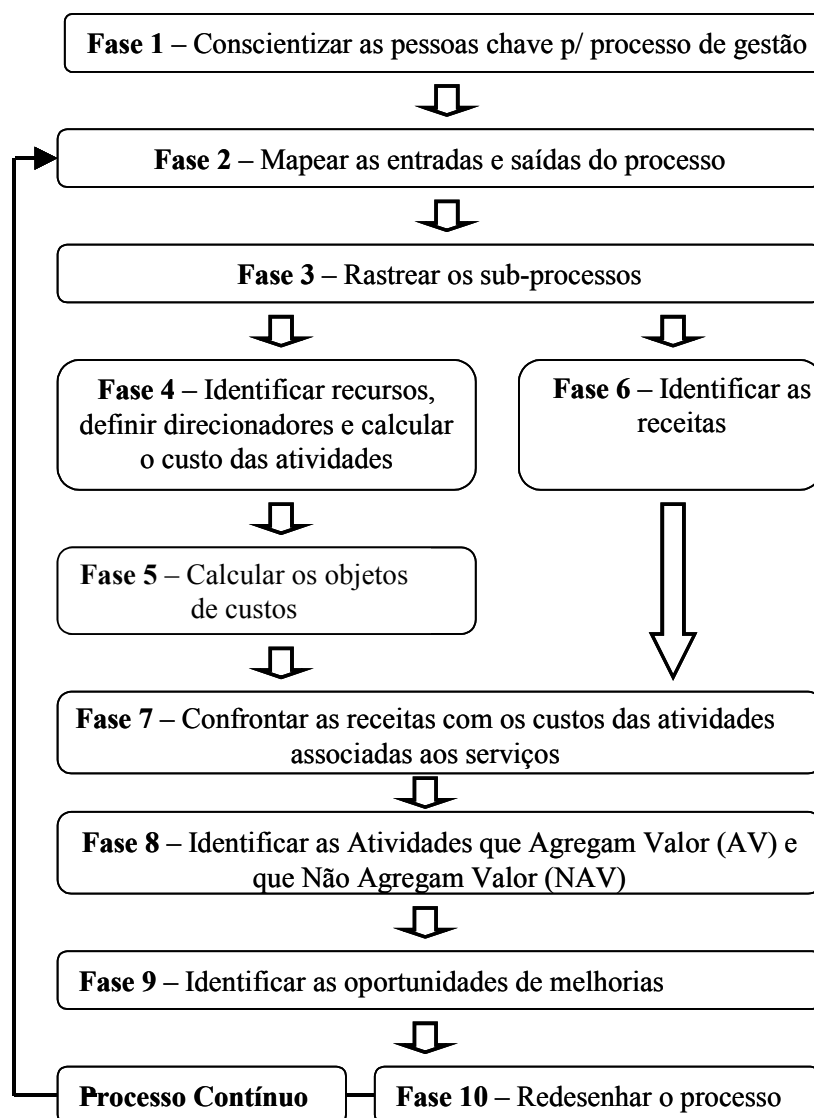 Fase 1 – Conscientizar as pessoas chave p/ processo de gestão
Fase 2 – Mapear as entradas e saídas do processo
Fase 3 – Rastrear os sub-processos
Fase 4 – Identificar recursos,
definir direcionadores e calcular
o custo das atividades
Fase 6 – Identificar as
receitas
Fase 5 – Calcular os objetos
de custos
Fase 7 – Confrontar as receitas com os custos das atividades
associadas aos serviços
Fase 8 – Identificar as Atividades que Agregam Valor (AV) e
que Não Agregam Valor (NAV)
Fase 9 – Identificar as oportunidades de melhorias
Processo Contínuo
Fase 10 – Redesenhar o processo